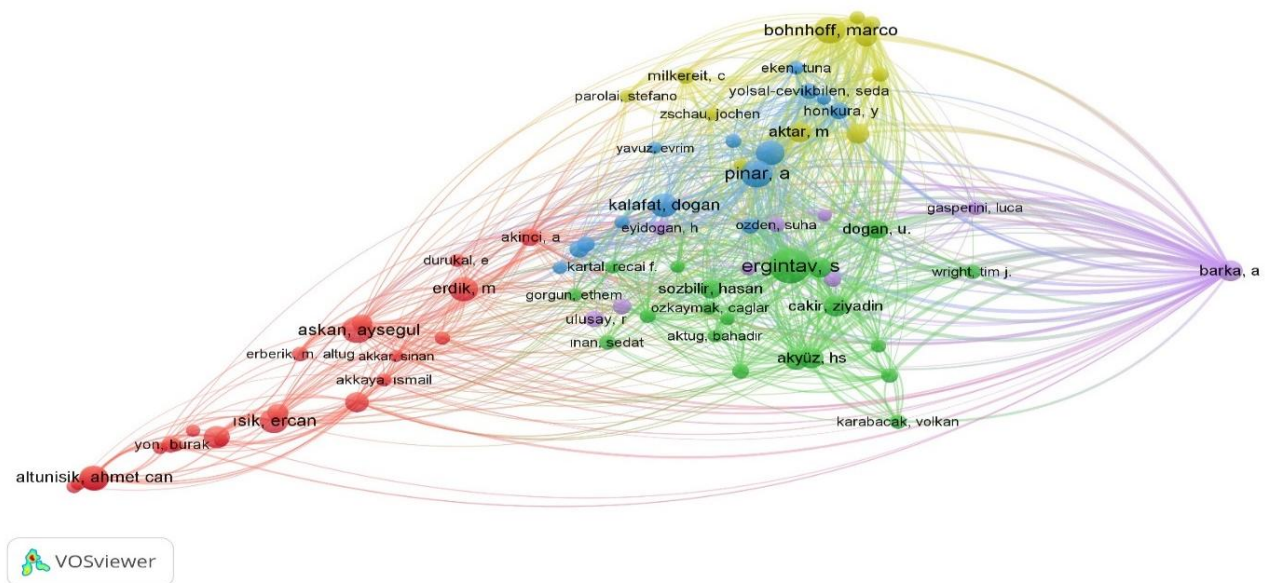 bohnhoff, marco
eken, tuna
milkereit, c
yolsal-cevikbilen, seda
parolai, stefano
zschau, jochen
honkura, y
aktar, m
yavuz, evrim
pinar, a
kalafat, dogan
gasperini, luca
eyidogan, h
ozden, suha
dogan, u.
akinci, a
durukal, e
kartal, recai f.
ergintav, s
wright, tim j.
barka, a
erdik, m
gorgun, ethem
sozbilir, hasan
ozkaymak, caglar
cakir, ziyadin
ulusay, r
askan, aysegul
aktug, bahadir
ınan, sedat
erberik, m
altug
akkar, sinan
akyüz, hs
akkaya, ısmail
ısik, ercan
karabacak, volkan
yon, burak
altunisik, ahmet can
VOSviewer